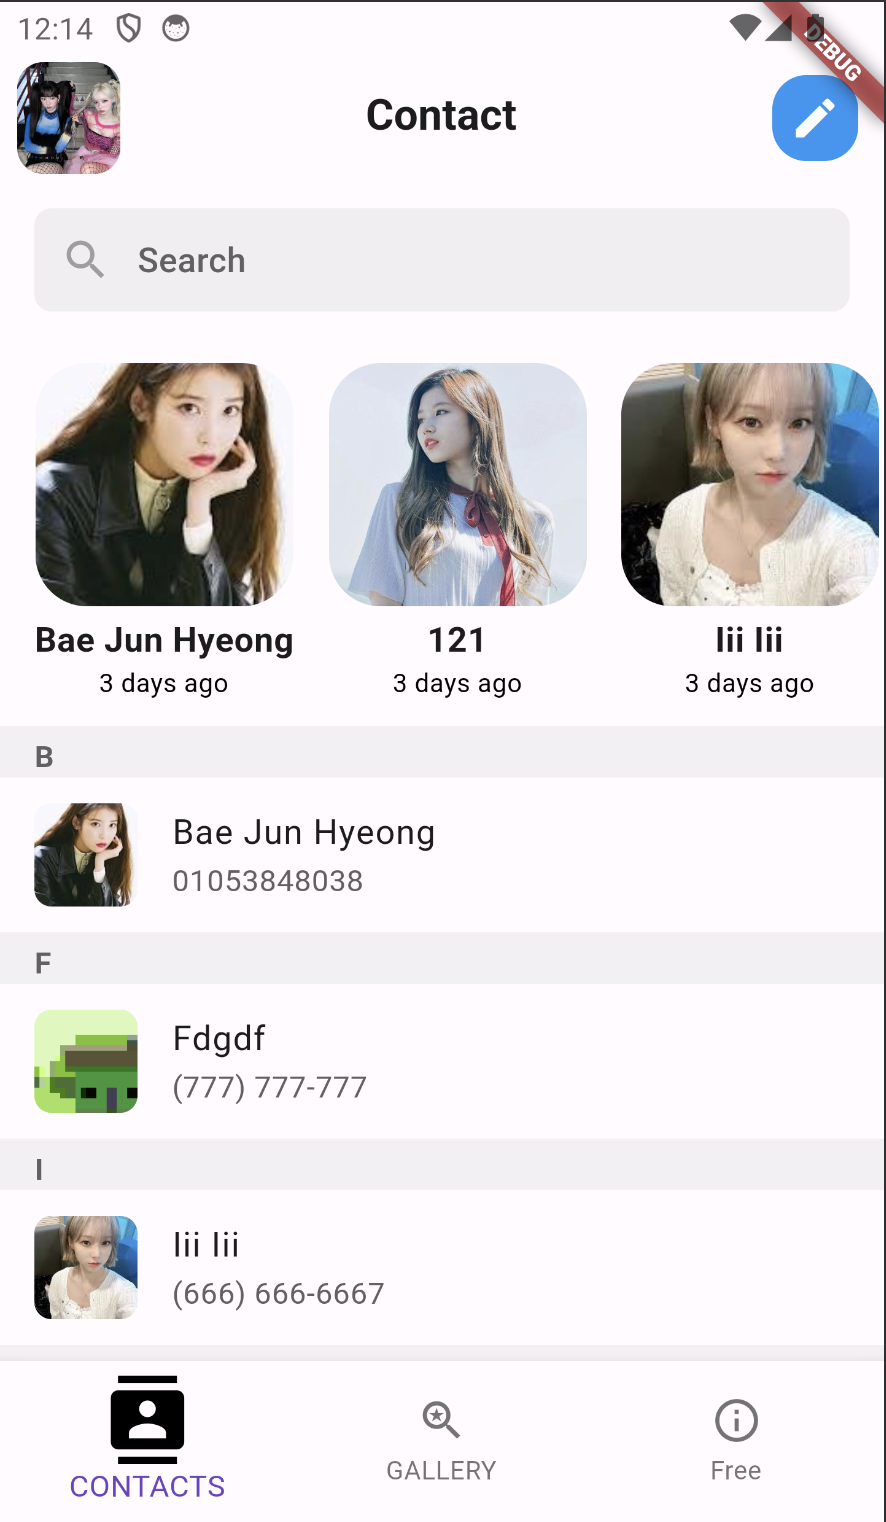 12:14
DEBUG
Contact
Search
Bae Jun Hyeong
121
Iii Iii
3 days ago
3 days ago
3 days ago
B
Bae Jun Hyeong
01053848038
F
Fdgdf
(777) 777-777
I
Iii Iii
(666) 666-6667
CONTACTS
GALLERY
Free